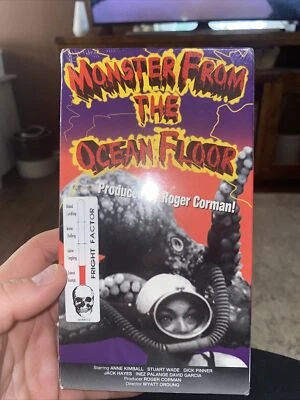 MONSTER FROM
THE
OCEAN FLOOR
Produced by Roger Corman!
FRIGHT FACTOR
Starring ANNE KIMBALL STUART WADE DICK PINNER
JACK HAYES INEZ PALANGE DAVID GARCIA
Producer ROGER CORMAN
Director WYATT ORDUNG